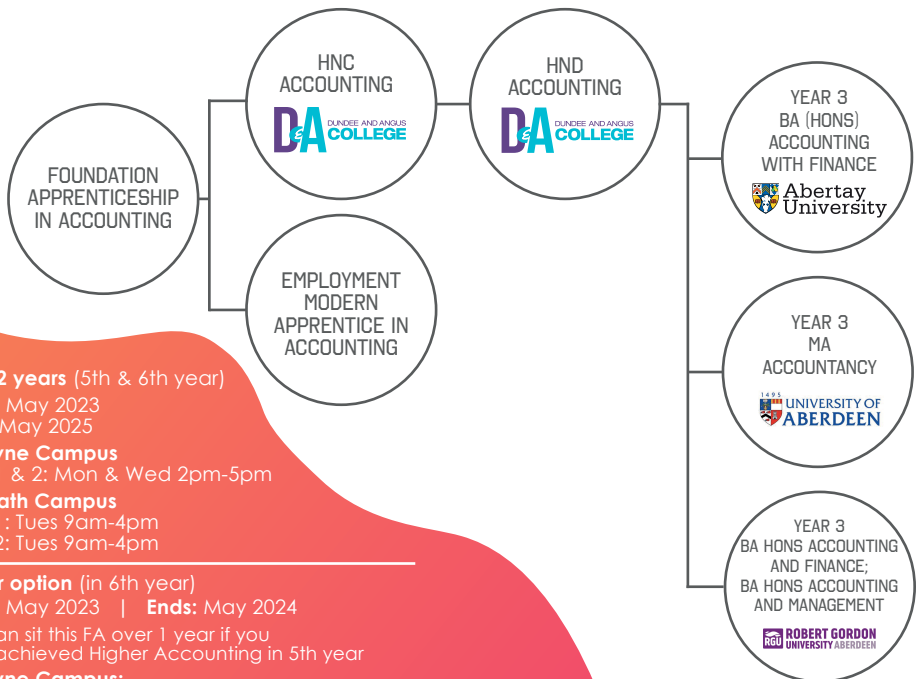 HNC
ACCOUNTING
D&A DUNDEE AND ANGUS
COLLEGE
HND
ACCOUNTING
D&A DUNDEE AND ANGUS
COLLEGE
FOUNDATION
APPRENTICESHIP
IN ACCOUNTING
EMPLOYMENT
MODERN
APPRENTICE IN
ACCOUNTING
YEAR 3
BA (HONS)
ACCOUNTING
WITH FINANCE
Abertay
University
YEAR 3
MA
ACCOUNTANCY
1495
UNIVERSITY OF
ABERDEEN
YEAR 3
BA HONS ACCOUNTING
AND FINANCE;
BA HONS ACCOUNTING
AND MANAGEMENT
RGU ROBERT GORDON
UNIVERSITY ABERDEEN
2 years (5th & 6th year)
May 2023
May 2025
Campus
& 2: Mon & Wed 2pm-5pm
Campus
: Tues 9am-4pm
2: Tues 9am-4pm
option (in 6th year)
May 2023 | Ends: May 2024
sit this FA over 1 year if you
achieved Higher Accounting in 5th year
Campus: